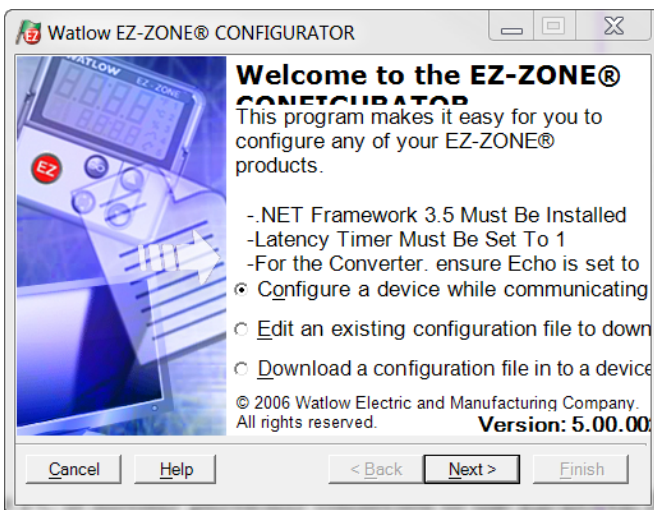 Watlow EZ-ZONE® CONFIGURATOR
WATLOW
EZ-ZONE
EZ
Welcome to the EZ-ZONE®
CONFIGURATOR
This program makes it easy for you to
configure any of your EZ-ZONE®
products.
-.NET Framework 3.5 Must Be Installed
-Latency Timer Must Be Set To 1
-For the Converter. ensure Echo is set to
Configure a device while communicating
Edit an existing configuration file to down
Download a configuration file in to a device
© 2006 Watlow Electric and Manufacturing Company.
All rights reserved.
Version: 5.00.00
Cancel Help < Back Next > Finish